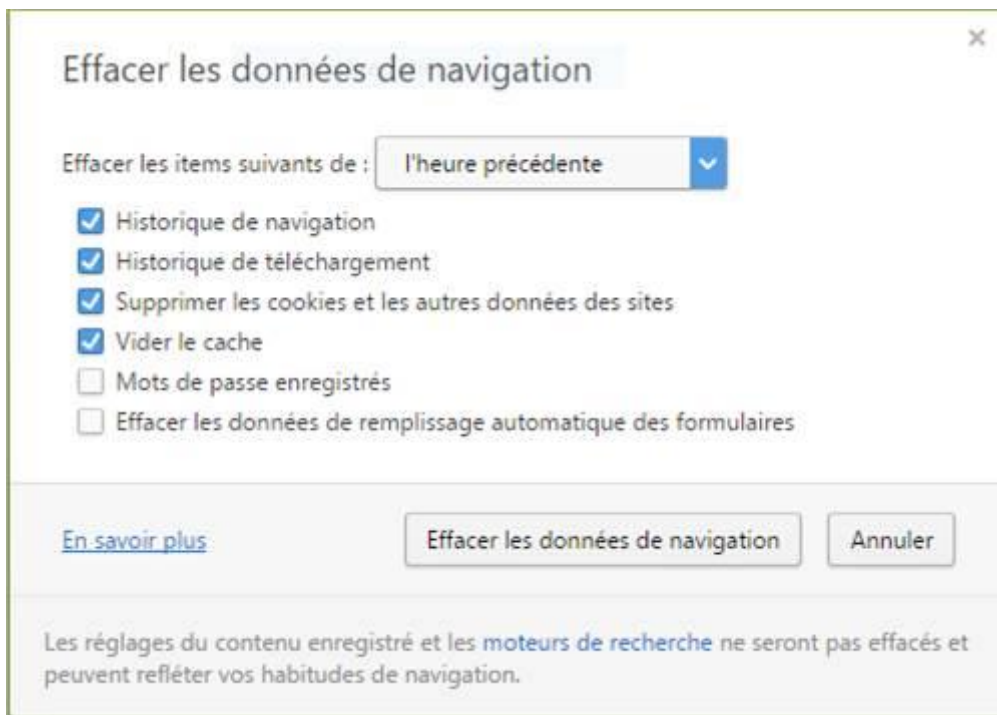 Effacer les données de navigation
Effacer les items suivants de : l'heure précédente
Historique de navigation
Historique de téléchargement
Supprimer les cookies et les autres données des sites
Vider le cache
Mots de passe enregistrés
Effacer les données de remplissage automatique des formulaires
En savoir plus Effacer les données de navigation Annuler
Les réglages du contenu enregistré et les moteurs de recherche ne seront pas effacés et
peuvent refléter vos habitudes de navigation.